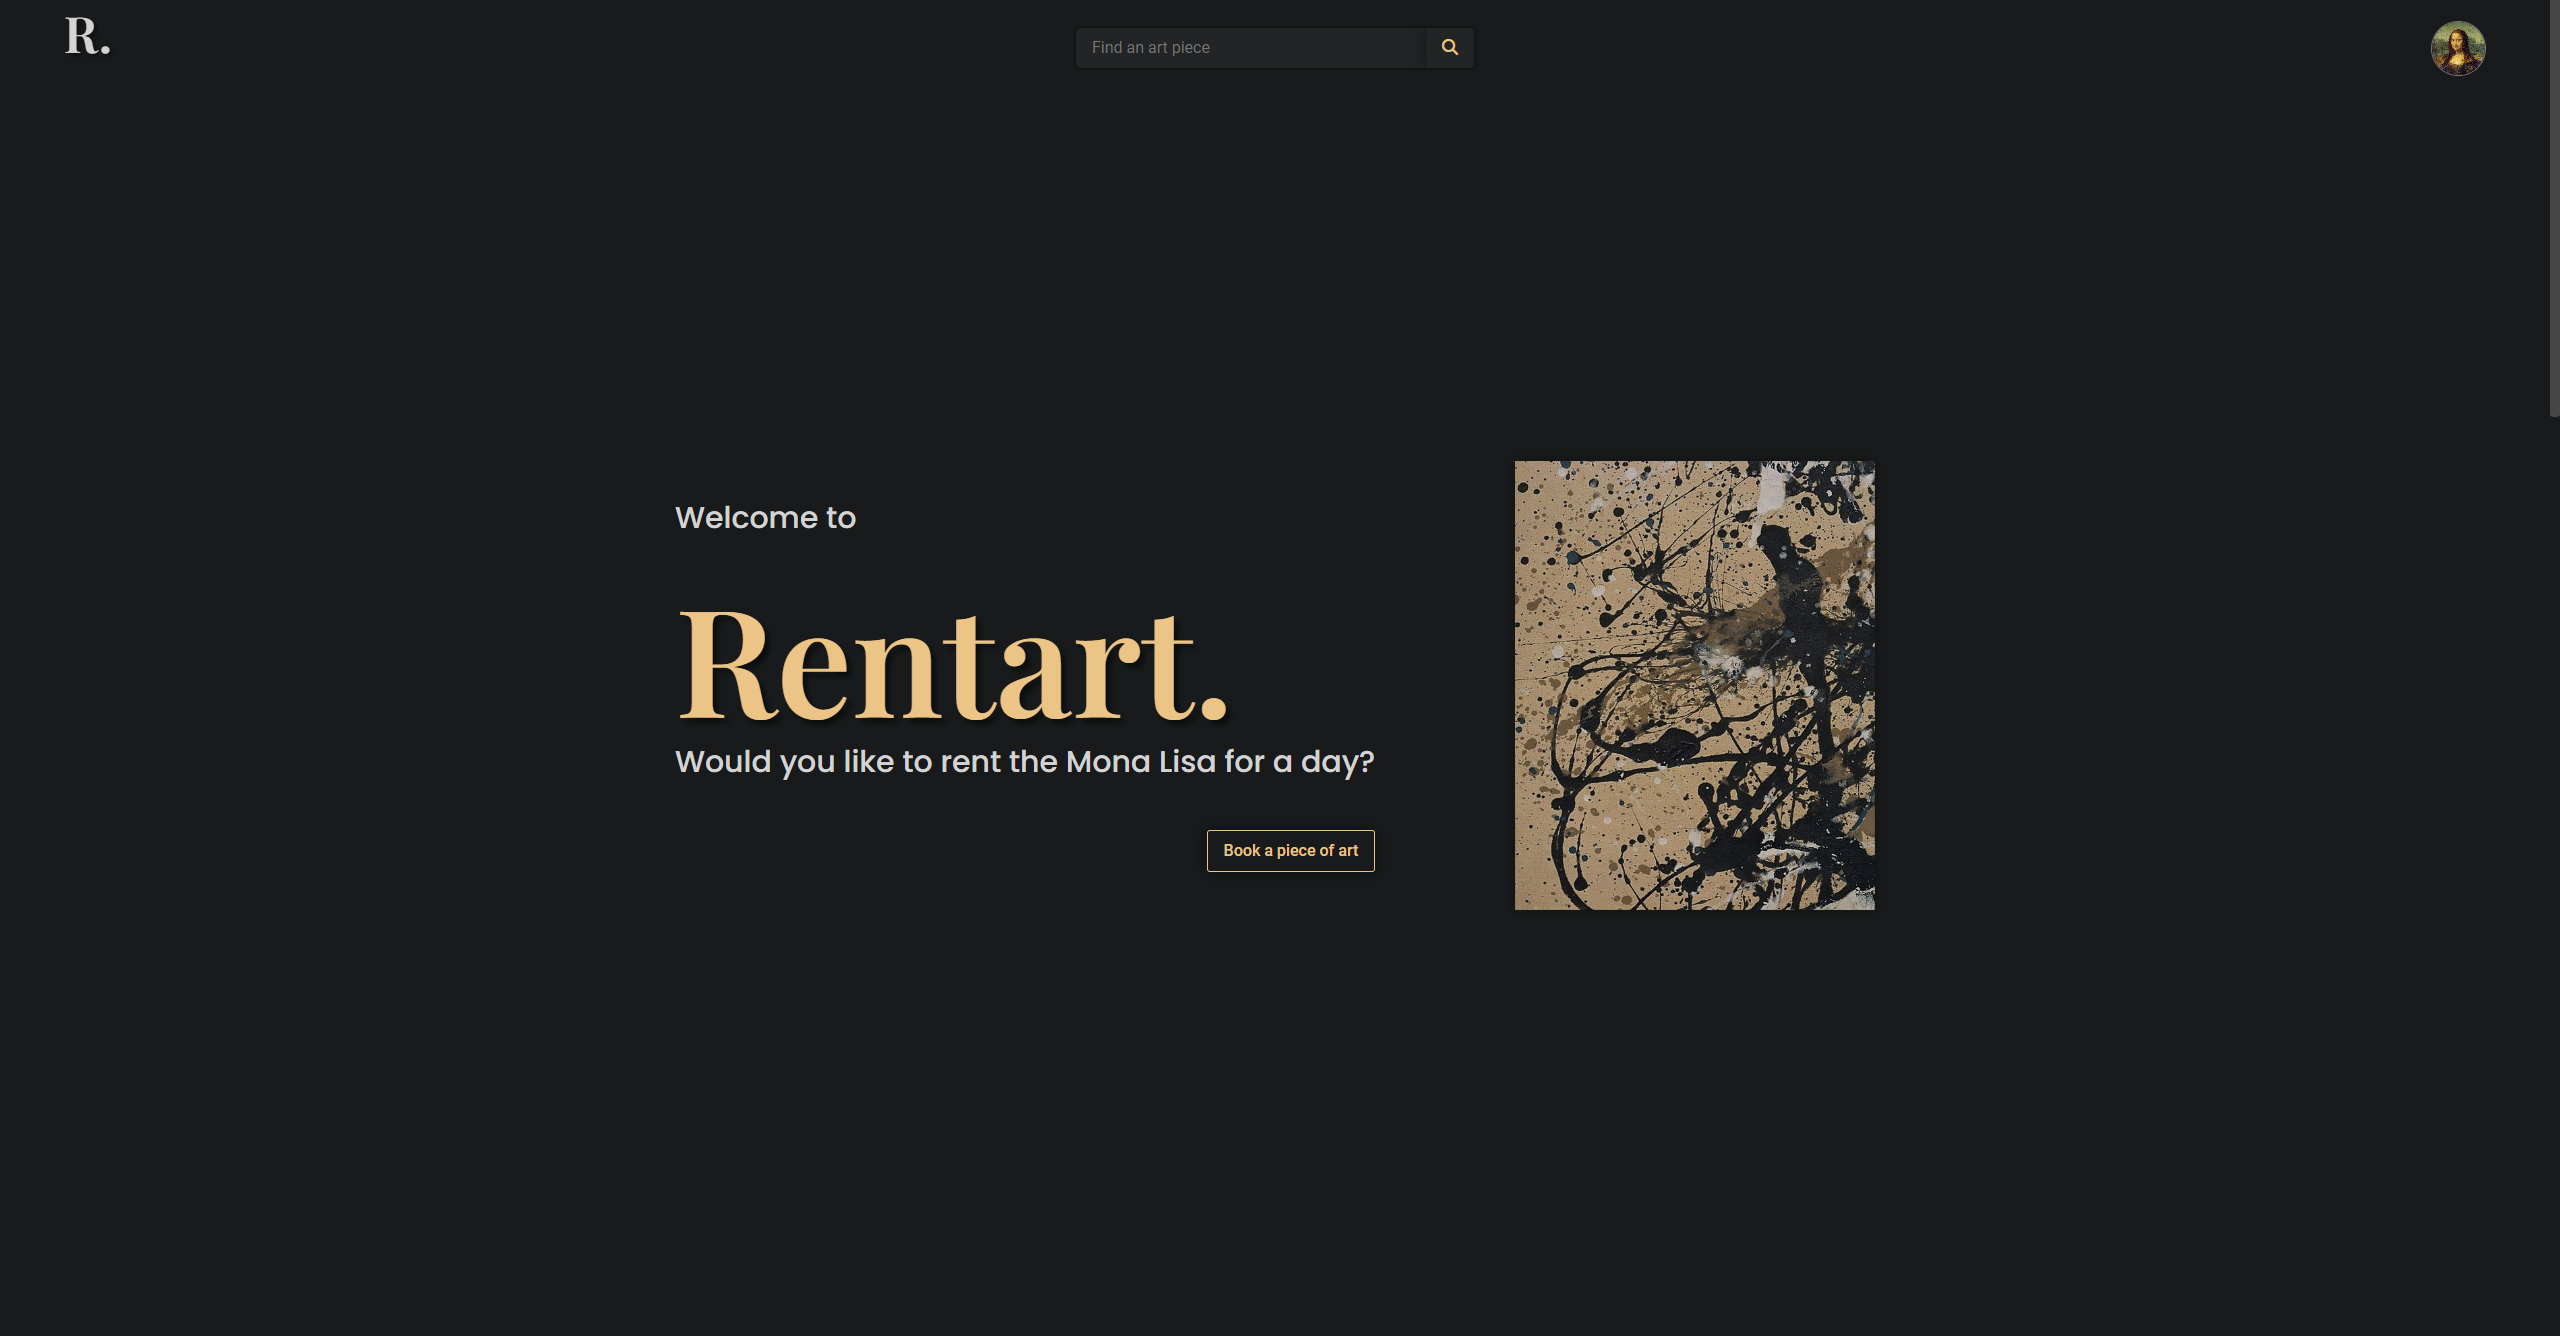 R.
Find an art piece
Welcome to
Rentart.
Would you like to rent the Mona Lisa for a day?
Book a piece of art